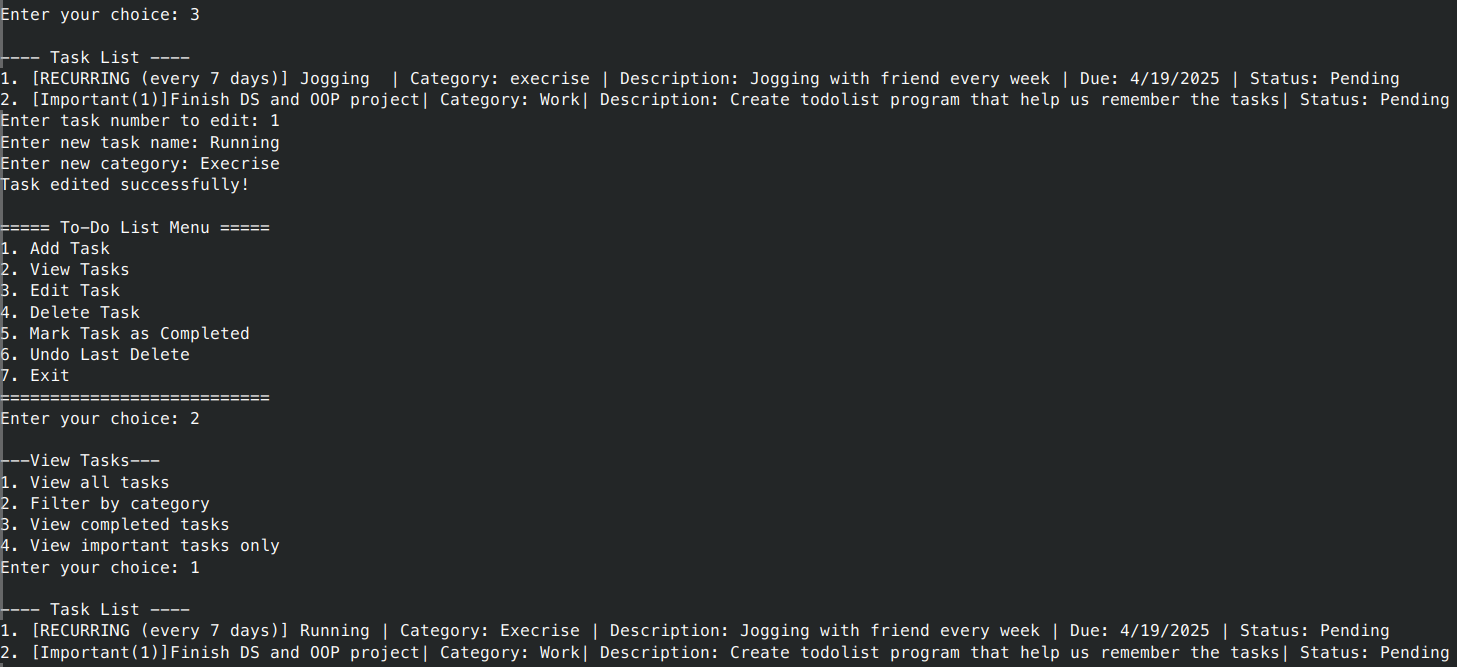 Enter your choice: 3
---- Task List ----
1. [RECURRING (every 7 days)] Jogging  | Category: execrise | Description: Jogging with friend every week | Due: 4/19/2025 | Status: Pending
2. [Important(1)]Finish DS and OOP project| Category: Work| Description: Create todolist program that help us remember the tasks| Status: Pending
Enter task number to edit: 1
Enter new task name: Running
Enter new category: Execrise
Task edited successfully!
===== To-Do List Menu =====
1. Add Task
2. View Tasks
3. Edit Task
4. Delete Task
5. Mark Task as Completed
6. Undo Last Delete
7. Exit
===========================
Enter your choice: 2
---View Tasks---
1. View all tasks
2. Filter by category
3. View completed tasks
4. View important tasks only
Enter your choice: 1
---- Task List ----
1. [RECURRING (every 7 days)] Running | Category: Execrise | Description: Jogging with friend every week | Due: 4/19/2025 | Status: Pending
2. [Important(1)]Finish DS and OOP project| Category: Work| Description: Create todolist program that help us remember the tasks| Status: Pending